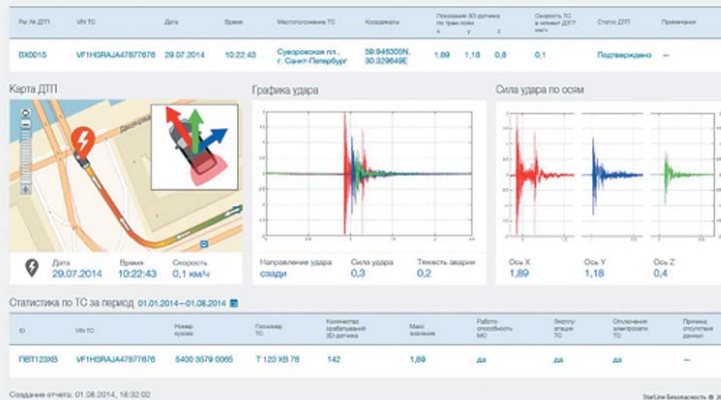 Рег № ДТП VIN ТС Дата Время Местоположение ТС Координаты Показания 3D-датчика по трем осям x y z Скорость ТС в момент ДТП км/ч Статус ДТП Примечания
BX0015 VF1HSRAJA47877676 29.07.2014 10:22:43 Суворовская пл., г. Санкт-Петербург 59.946305N, 30.329649E 1,89 1,18 0,8 0,1 Подтверждено —
Карта ДТП
Графика удара
Сила удара по осям
Дата Время Скорость
29.07.2014 10:22:43 0,1 км/ч
Направление удара Сила удара Тяжесть аварии
сзади 0,3 0,2
Ось X Ось Y Ось Z
1,89 1,18 0,4
Статистика по ТС за период 01.01.2014—01.08.2014
ID VIN ТС Номер кузова Госномер ТС Количество срабатываний 3D-датчика Макс значение Работо- способность МО Эксплу- атация ТС Отключения электросети ТС Причина отсутствия данных
ПВТ123ХВ VF1HSRAJA47877676 5400 3579 0065 Т 123 ХВ 78 142 1,89 да да да —
Создание отчета: 01.08.2014, 18:32:02
StarLine Безопасность ©